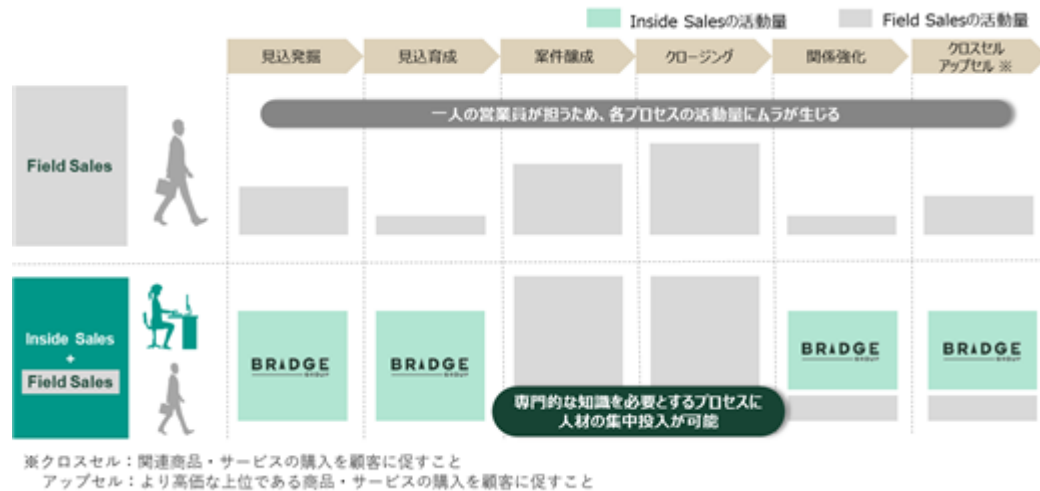 Inside Salesの活動量
Field Salesの活動量
見込発掘
見込育成
案件醸成
クロージング
関係強化
クロスセル
アップセル ※
一人の営業員が担うため、各プロセスの活動量にムラが生じる
Field Sales
Inside Sales
+
Field Sales
BRIDGE
GROUP
BRIDGE
GROUP
BRIDGE
GROUP
BRIDGE
GROUP
専門的な知識を必要とするプロセスに
人材の集中投入が可能
※クロスセル：関連商品・サービスの購入を顧客に促すこと
アップセル：より高価な上位である商品・サービスの購入を顧客に促すこと